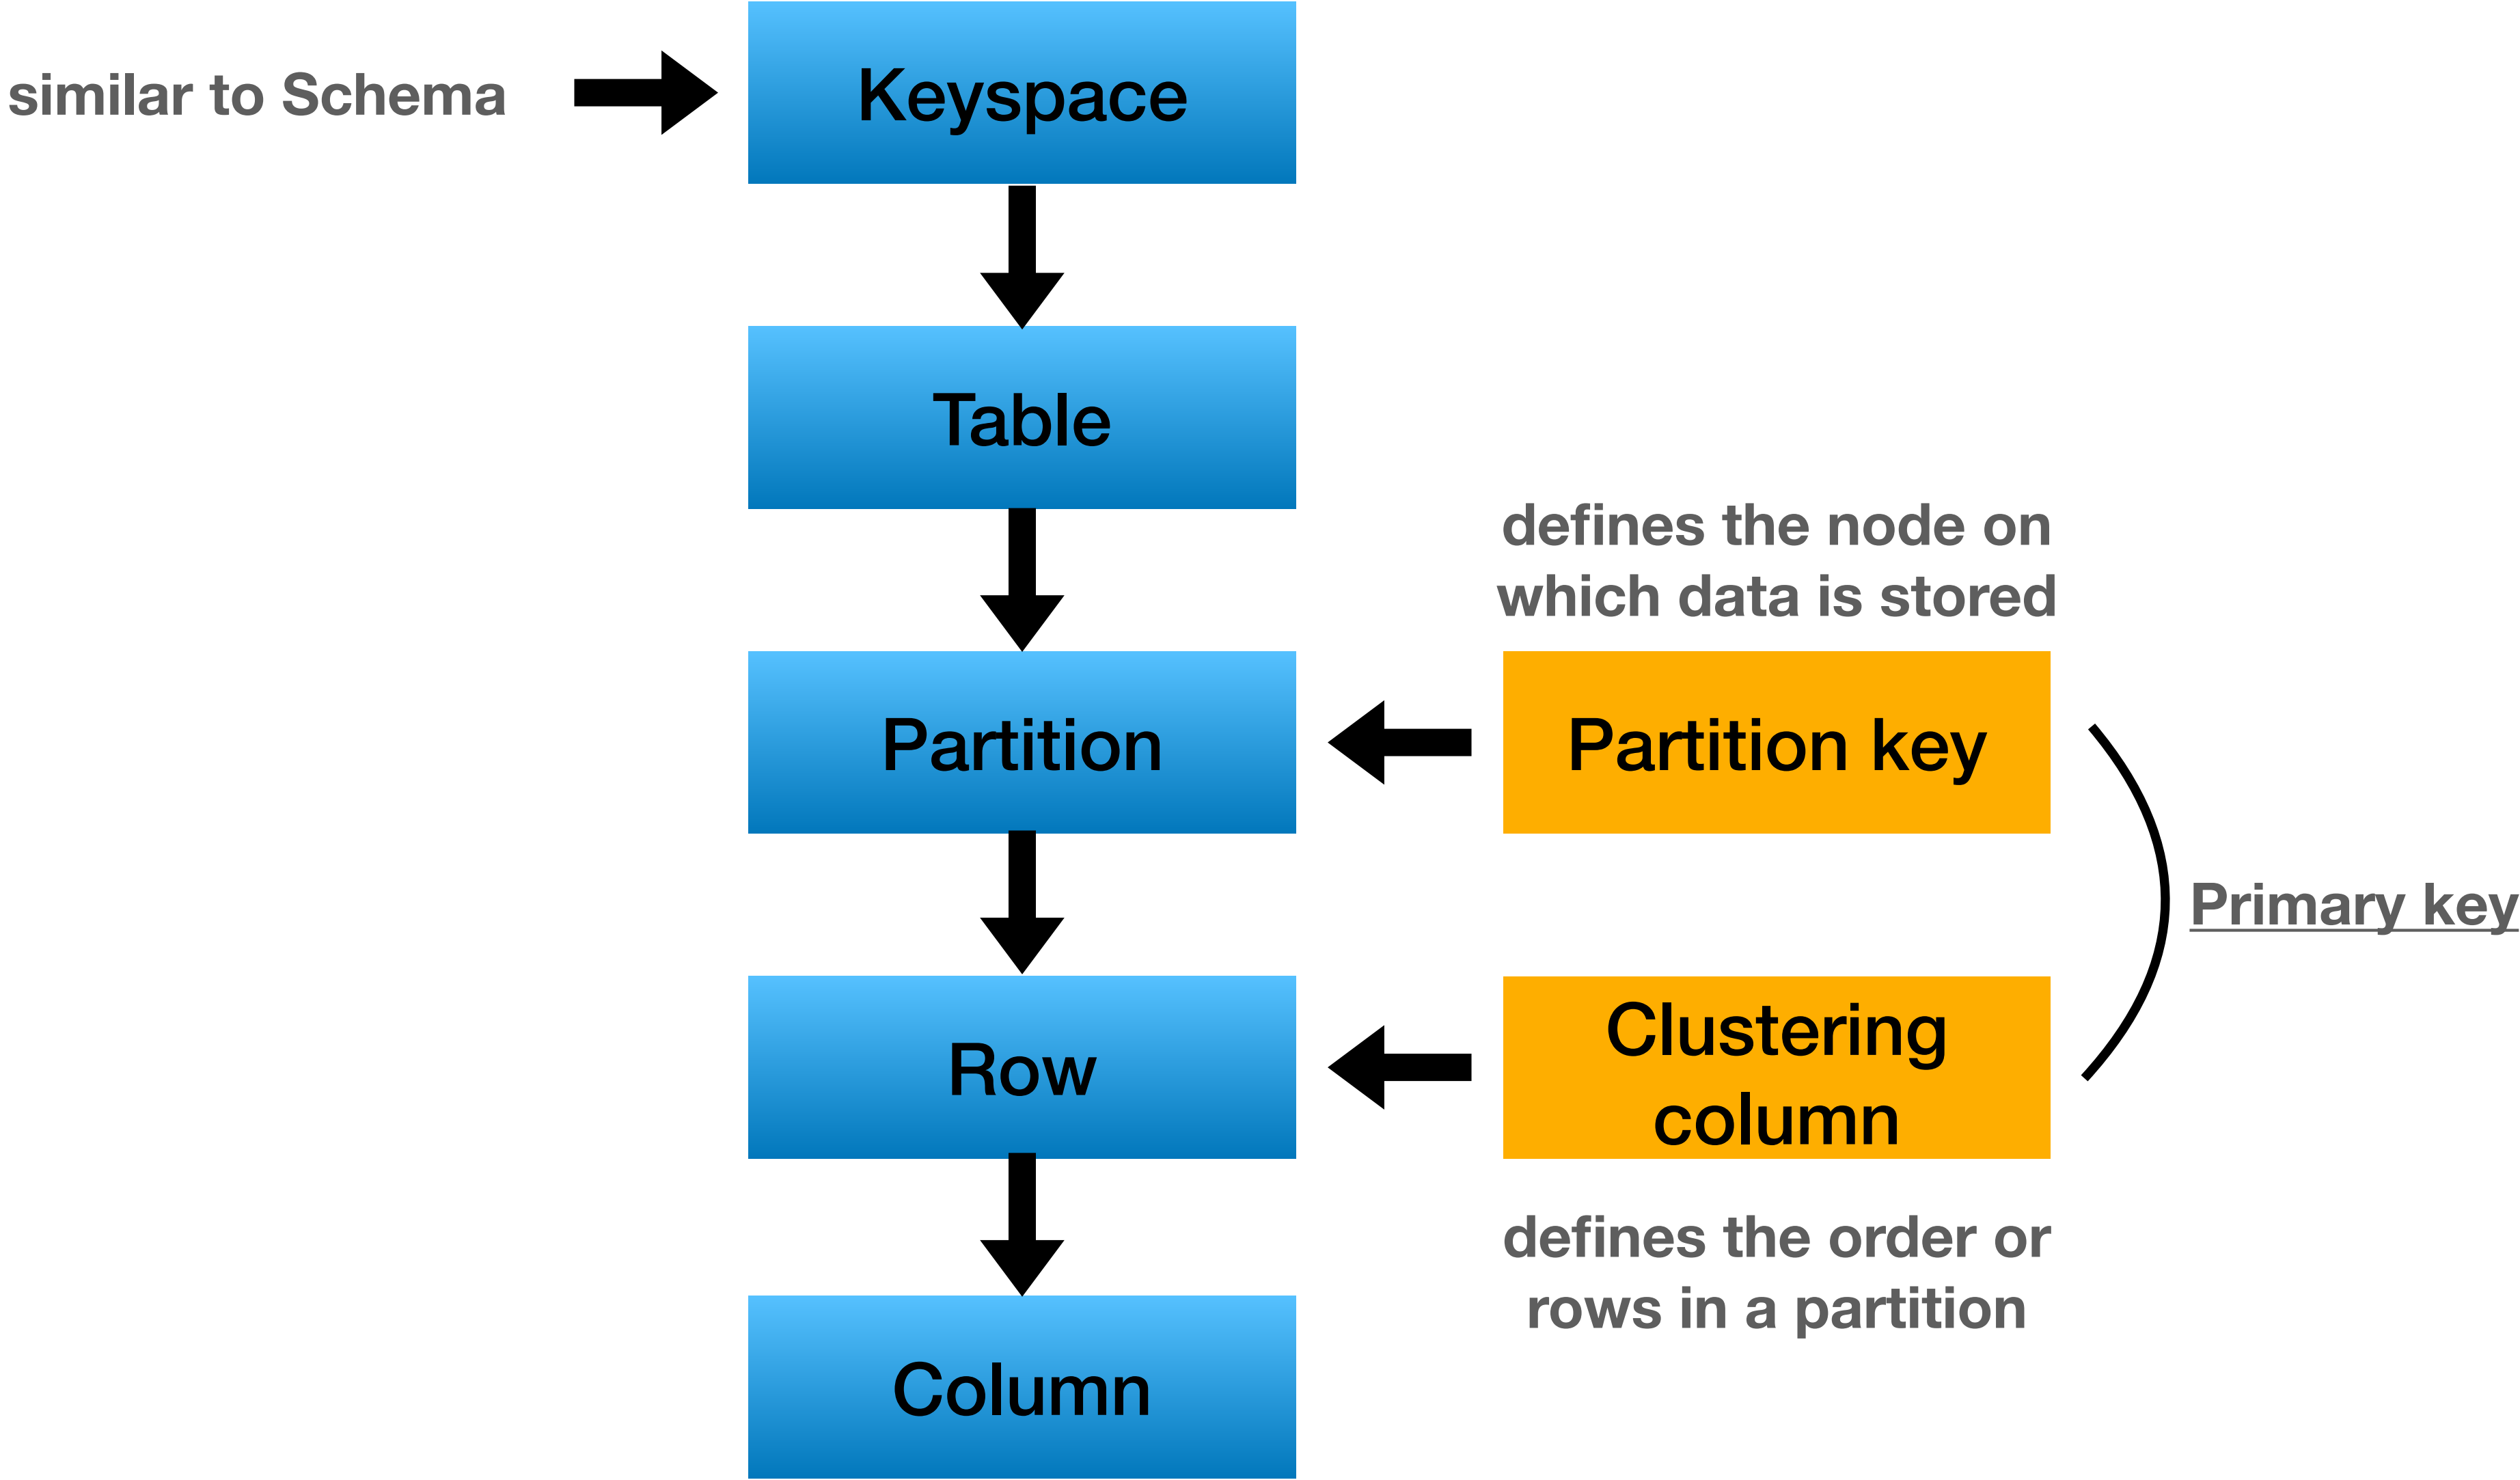 similar to Schema
Keyspace
Table
defines the node on
which data is stored
Partition
Partition key
Primary key
Row
Clustering
column
defines the order or
rows in a partition
Column